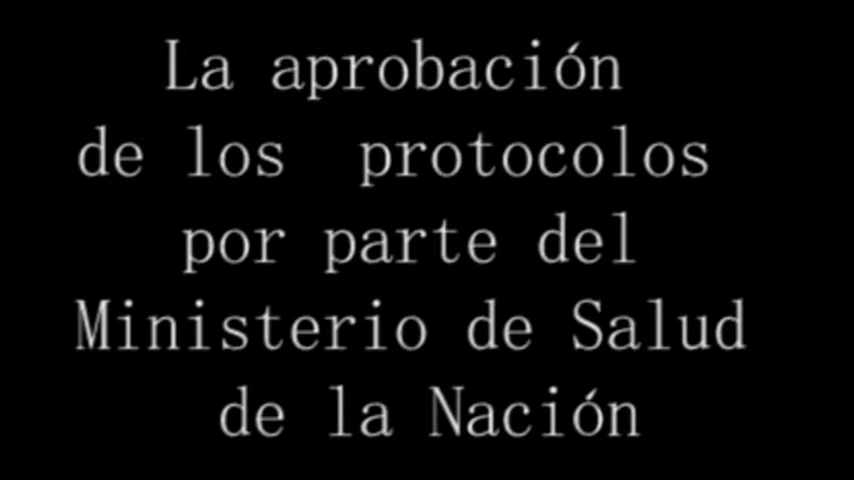 La aprobación
de los protocolos
por parte del
Ministerio de Salud
de la Nación